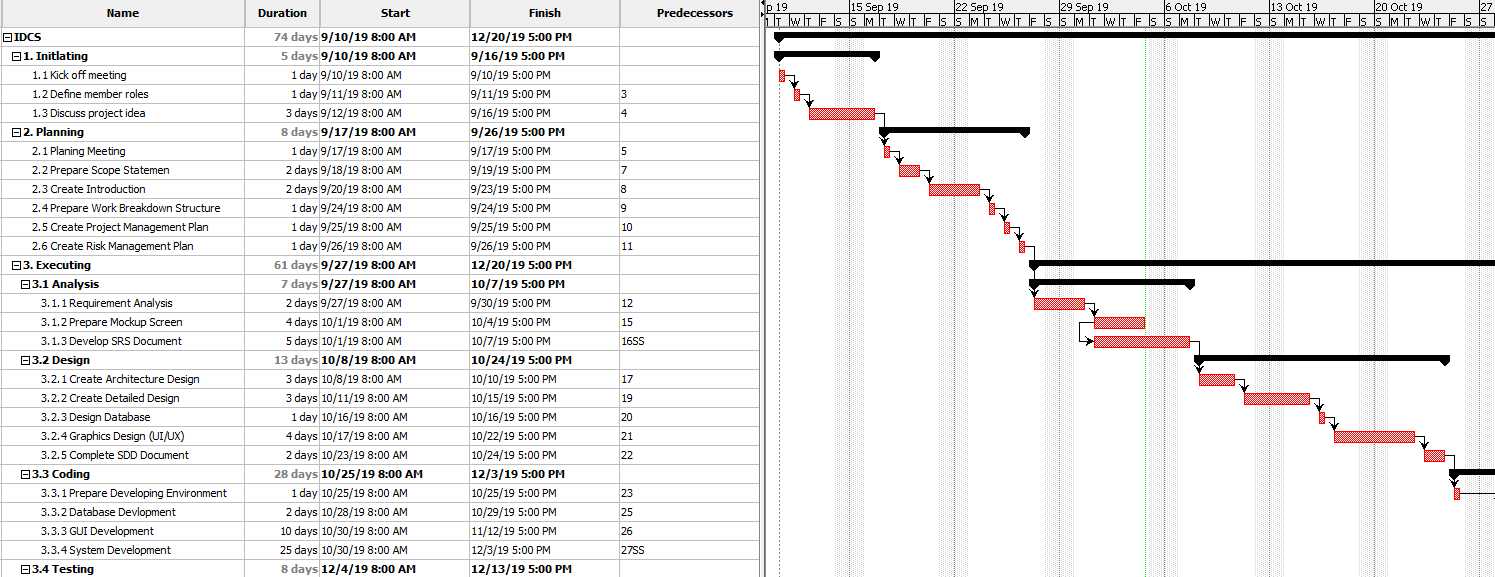 Name Duration Start Finish Predecessors
p 19 15 Sep 19 22 Sep 19 29 Sep 19 6 Oct 19 13 Oct 19 20 Oct 19 27
T W T F S S M T W T F S S M T W T F S S M T W T F S S M T W T F S S M T W T F S S M T W T F S S
IDCS 74 days 9/10/19 8:00 AM 12/20/19 5:00 PM
1. Initlating 5 days 9/10/19 8:00 AM 9/16/19 5:00 PM
1.1 Kick off meeting 1 day 9/10/19 8:00 AM 9/10/19 5:00 PM
1.2 Define member roles 1 day 9/11/19 8:00 AM 9/11/19 5:00 PM 3
1.3 Discuss project idea 3 days 9/12/19 8:00 AM 9/16/19 5:00 PM 4
2. Planning 8 days 9/17/19 8:00 AM 9/26/19 5:00 PM
2.1 Planing Meeting 1 day 9/17/19 8:00 AM 9/17/19 5:00 PM 5
2.2 Prepare Scope Statemen 2 days 9/18/19 8:00 AM 9/19/19 5:00 PM 7
2.3 Create Introduction 2 days 9/20/19 8:00 AM 9/23/19 5:00 PM 8
2.4 Prepare Work Breakdown Structure 1 day 9/24/19 8:00 AM 9/24/19 5:00 PM 9
2.5 Create Project Management Plan 1 day 9/25/19 8:00 AM 9/25/19 5:00 PM 10
2.6 Create Risk Management Plan 1 day 9/26/19 8:00 AM 9/26/19 5:00 PM 11
3. Executing 61 days 9/27/19 8:00 AM 12/20/19 5:00 PM
3.1 Analysis 7 days 9/27/19 8:00 AM 10/7/19 5:00 PM
3.1.1 Requirement Analysis 2 days 9/27/19 8:00 AM 9/30/19 5:00 PM 12
3.1.2 Prepare Mockup Screen 4 days 10/1/19 8:00 AM 10/4/19 5:00 PM 15
3.1.3 Develop SRS Document 5 days 10/1/19 8:00 AM 10/7/19 5:00 PM 16SS
3.2 Design 13 days 10/8/19 8:00 AM 10/24/19 5:00 PM
3.2.1 Create Architecture Design 3 days 10/8/19 8:00 AM 10/10/19 5:00 PM 17
3.2.2 Create Detailed Design 3 days 10/11/19 8:00 AM 10/15/19 5:00 PM 19
3.2.3 Design Database 1 day 10/16/19 8:00 AM 10/16/19 5:00 PM 20
3.2.4 Graphics Design (UI/UX) 4 days 10/17/19 8:00 AM 10/22/19 5:00 PM 21
3.2.5 Complete SDD Document 2 days 10/23/19 8:00 AM 10/24/19 5:00 PM 22
3.3 Coding 28 days 10/25/19 8:00 AM 12/3/19 5:00 PM
3.3.1 Prepare Developing Environment 1 day 10/25/19 8:00 AM 10/25/19 5:00 PM 23
3.3.2 Database Devlopment 2 days 10/28/19 8:00 AM 10/29/19 5:00 PM 25
3.3.3 GUI Development 10 days 10/30/19 8:00 AM 11/12/19 5:00 PM 26
3.3.4 System Development 25 days 10/30/19 8:00 AM 12/3/19 5:00 PM 27SS
3.4 Testing 8 days 12/4/19 8:00 AM 12/13/19 5:00 PM